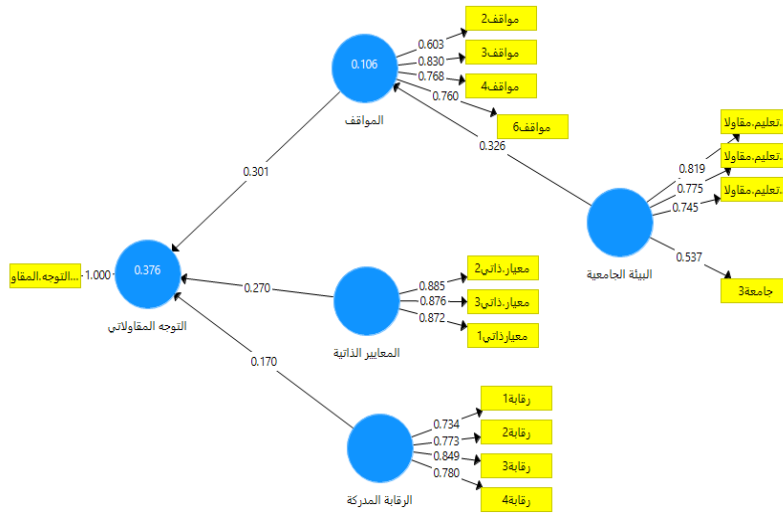 مواقف2
0.603
مواقف3
0.830
مواقف4
0.768
مواقف6
0.760
0.106
المواقف
0.326
تعليم.مقاولا.
0.819
تعليم.مقاولا.
0.775
تعليم.مقاولا.
0.745
0.537
جامعة3
البيئة الجامعية
0.301
التوجه.المقاو...
1.000
0.376
التوجه المقاولاتي
0.270
معيار.ذاتي2
0.885
معيار.ذاتي3
0.876
معيارذاتي1
0.872
المعايير الذاتية
0.170
رقابة1
0.734
رقابة2
0.773
رقابة3
0.849
رقابة4
0.780
الرقابة المدركة